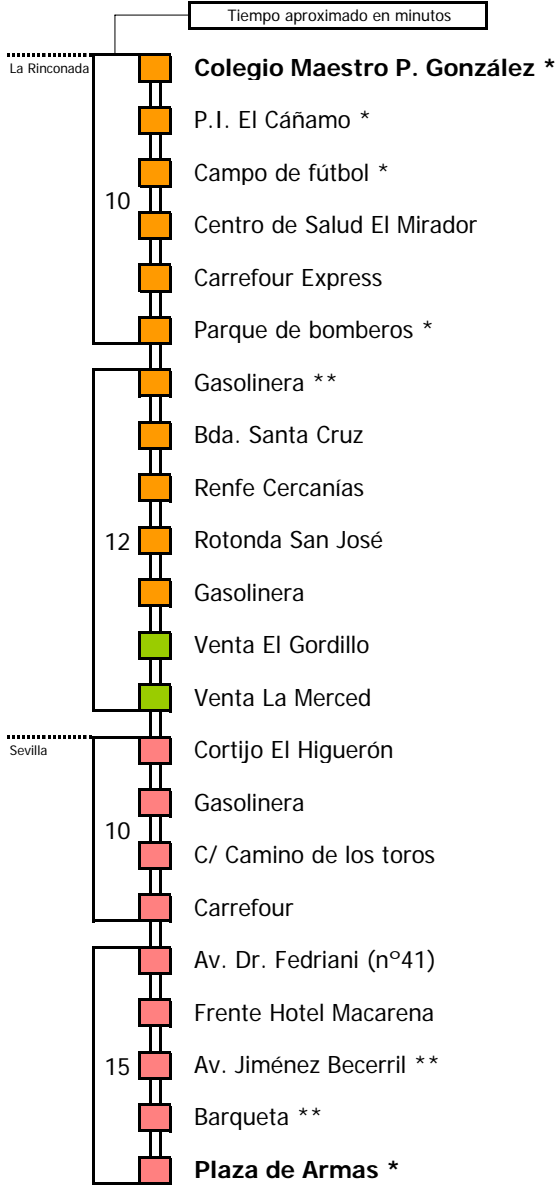 Tiempo aproximado en minutos
La Rinconada
Colegio Maestro P. González *
P.I. El Cáñamo *
Campo de fútbol *
10
Centro de Salud El Mirador
Carrefour Express
Parque de bomberos *
Gasolinera **
Bda. Santa Cruz
Renfe Cercanías
12
Rotonda San José
Gasolinera
Venta El Gordillo
Venta La Merced
Sevilla
Cortijo El Higuerón
Gasolinera
10
C/ Camino de los toros
Carrefour
Av. Dr. Fedriani (nº41)
Frente Hotel Macarena
15
Av. Jiménez Becerril **
Barqueta **
Plaza de Armas *